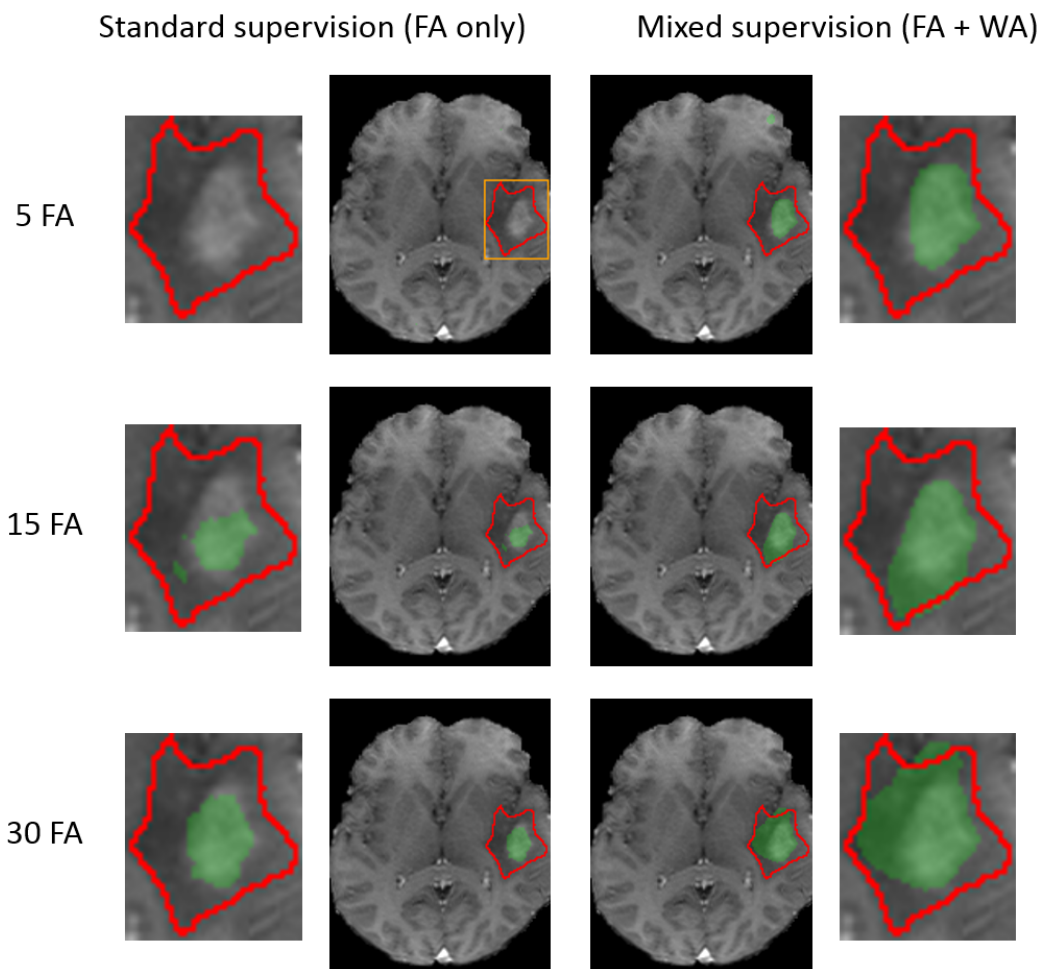 Standard supervision (FA only)
Mixed supervision (FA + WA)
5 FA
15 FA
30 FA